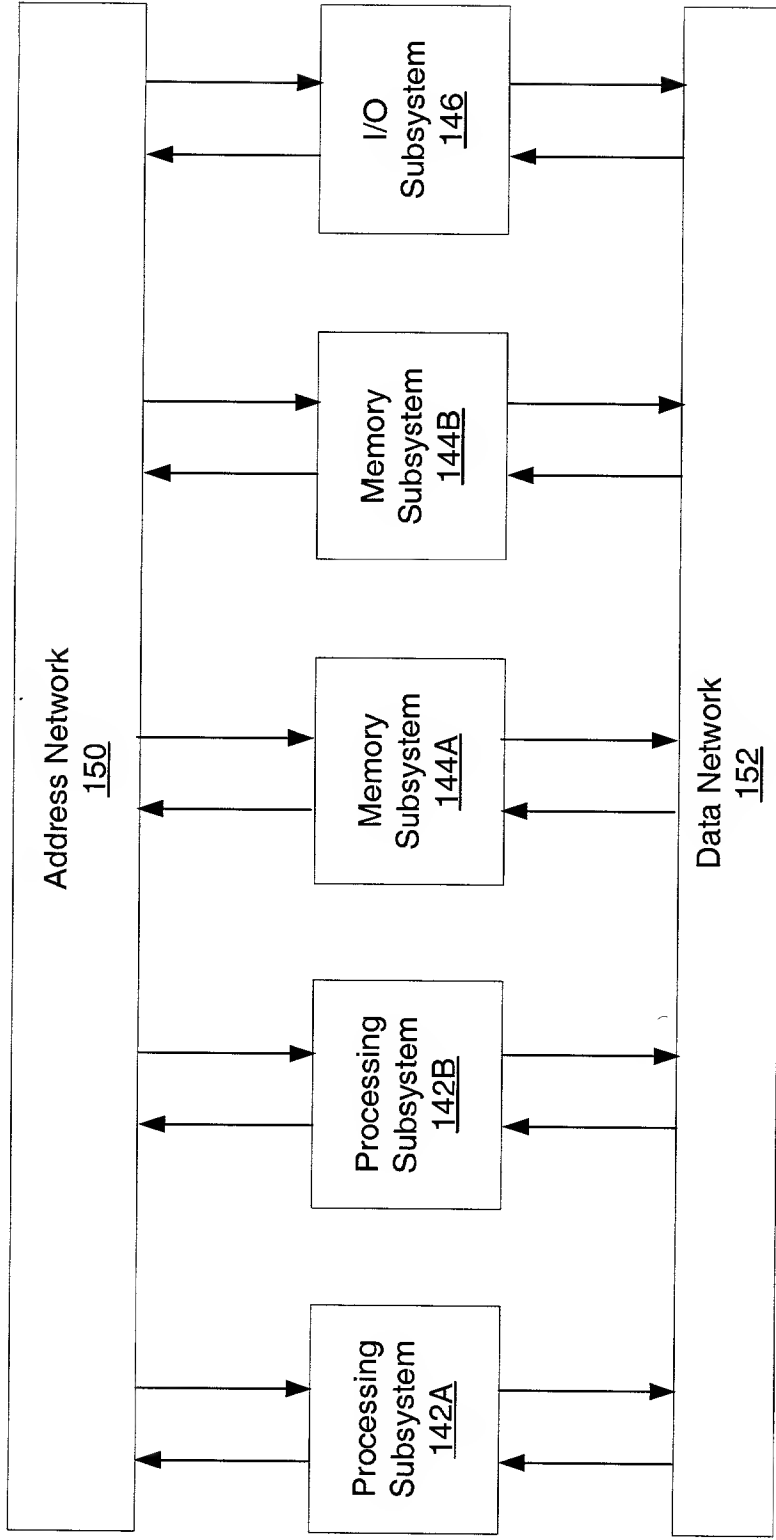 Address Network
150
Processing
Subsystem
142A
Processing
Subsystem
142B
Memory
Subsystem
144A
Memory
Subsystem
144B
I/O
Subsystem
146
Data Network
152